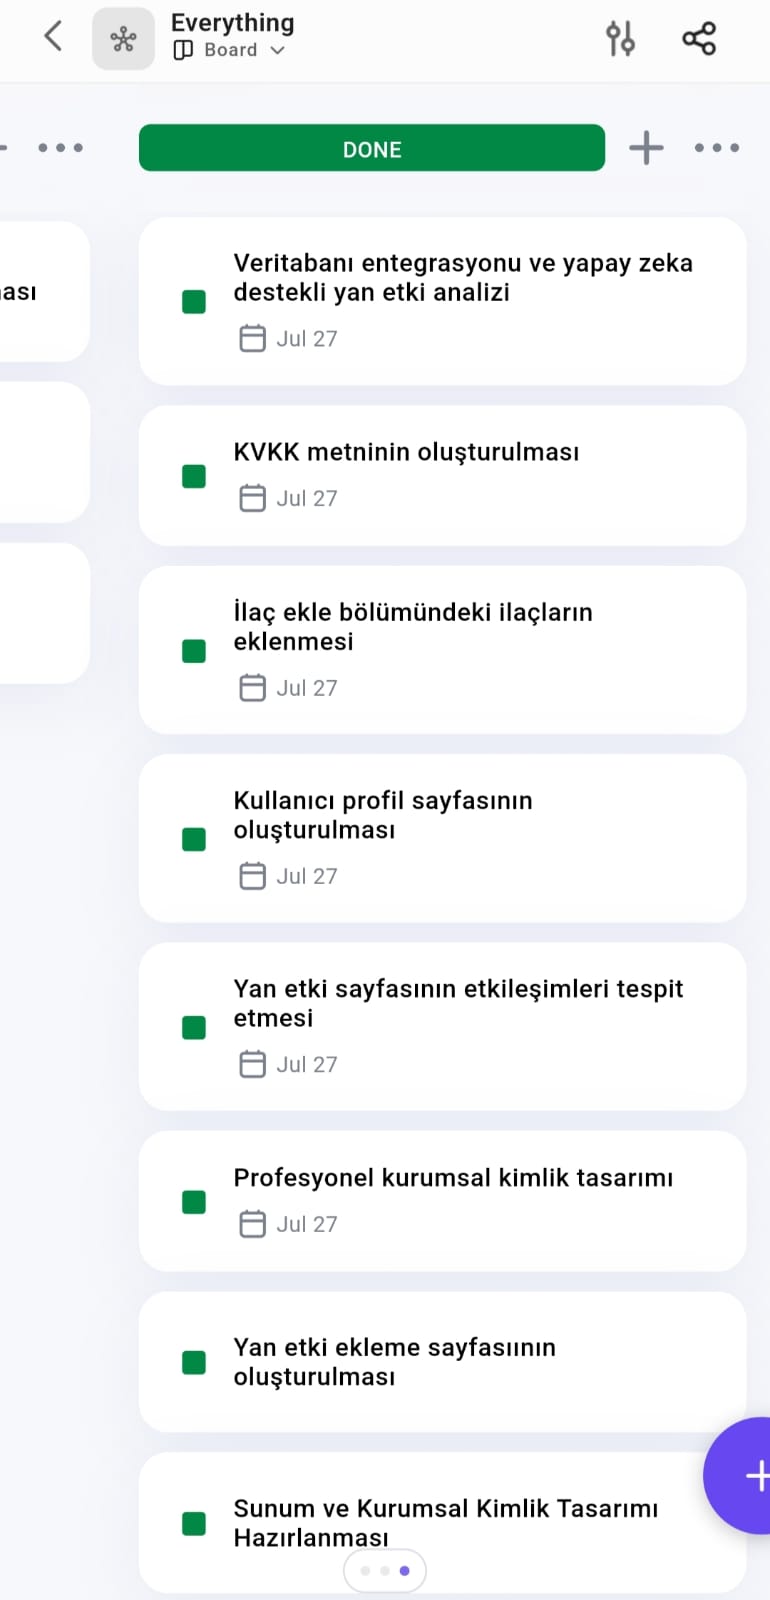 Everything
Board
DONE
ası
Veritabanı entegrasyonu ve yapay zeka
destekli yan etki analizi
Jul 27
KVKK metninin oluşturulması
Jul 27
İlaç ekle bölümündeki ilaçların
eklenmesi
Jul 27
Kullanıcı profil sayfasının
oluşturulması
Jul 27
Yan etki sayfasının etkileşimleri tespit
etmesi
Jul 27
Profesyonel kurumsal kimlik tasarımı
Jul 27
Yan etki ekleme sayfasıının
oluşturulması
Sunum ve Kurumsal Kimlik Tasarımı
Hazırlanması